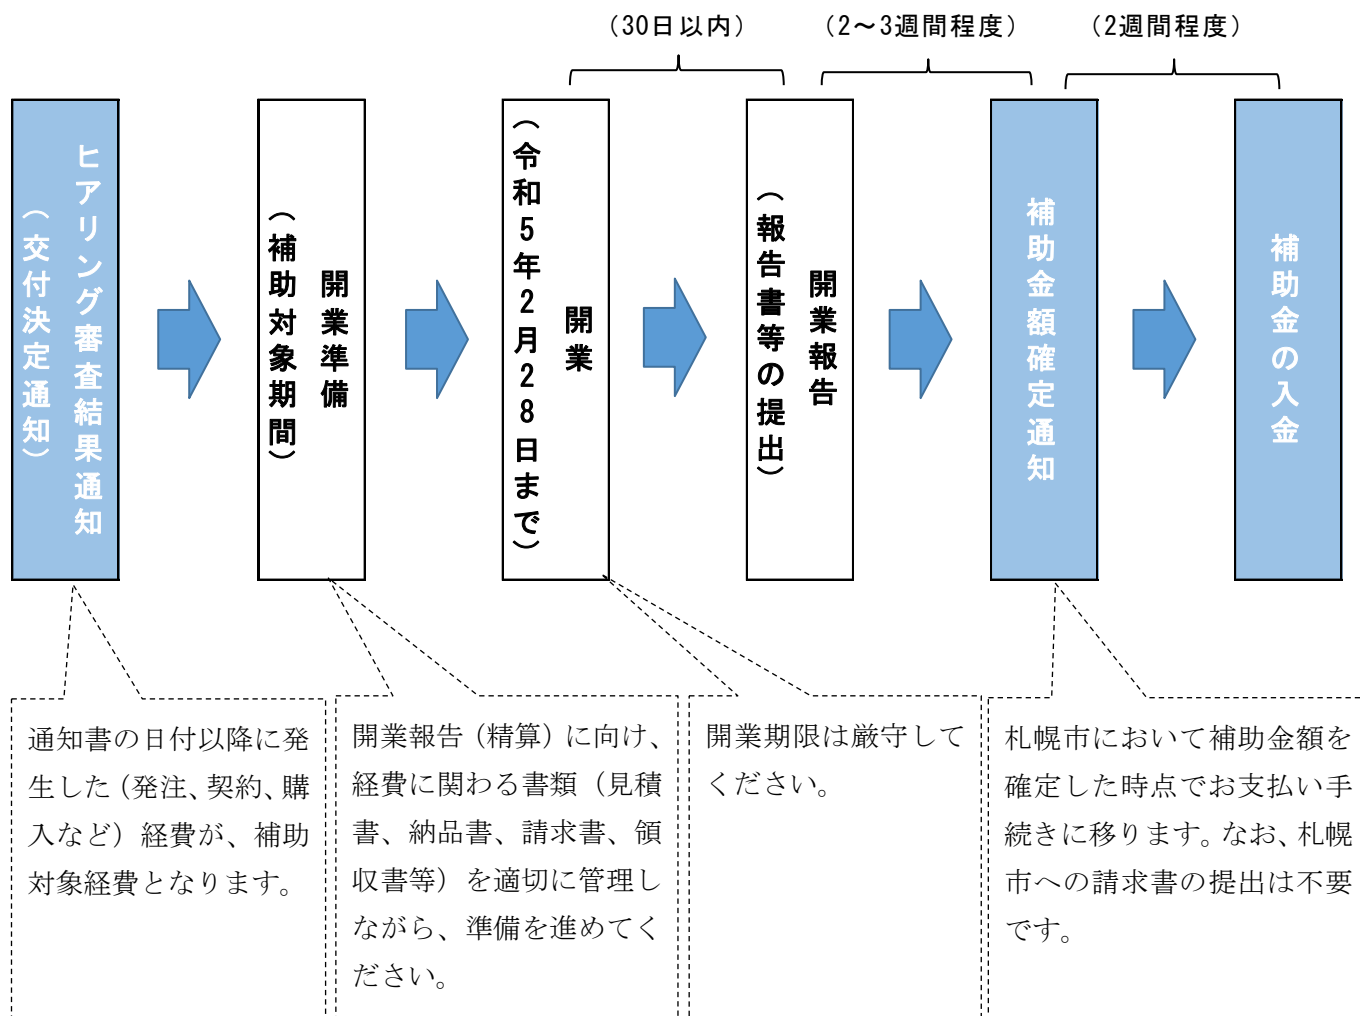 （30日以内）
（2～3週間程度）
（2週間程度）
ヒアリング審査結果通知
（交付決定通知）
開業準備
（補助対象期間）
開業
（令和5年2月28日まで）
開業報告
（報告書等の提出）
補助金額確定通知
補助金の入金
通知書の日付以降に発
生した（発注、契約、購
入など）経費が、補助
対象経費となります。
開業報告（精算）に向け、
経費に関わる書類（見積
書、納品書、請求書、領
収書等）を適切に管理し
ながら、準備を進めてく
ださい。
開業期限は厳守して
ください。
札幌市において補助金額を
確定した時点でお支払い手
続きに移ります。なお、札幌
市への請求書の提出は不要
です。